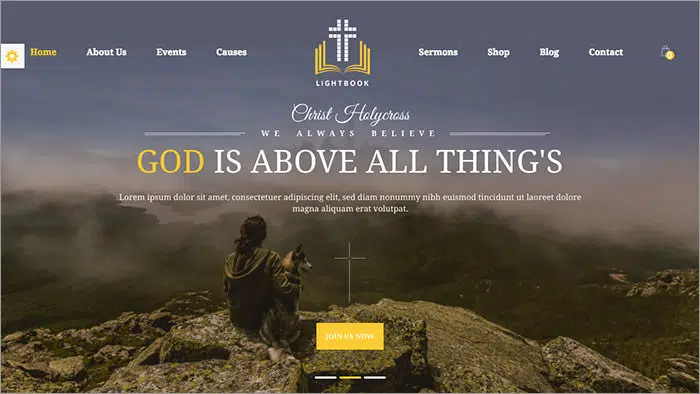 Home About Us Events Causes Sermons Shop Blog Contact
0
LIGHTBOOK
Christ Holycross
WE ALWAYS BELIEVE
GOD IS ABOVE ALL THING'S
Lorem ipsum dolor sit amet, consectetuer adipiscing elit, sed diam nonummy nibh euismod tincidunt ut laoreet dolore
magna aliquam erat volutpat.
JOIN US NOW